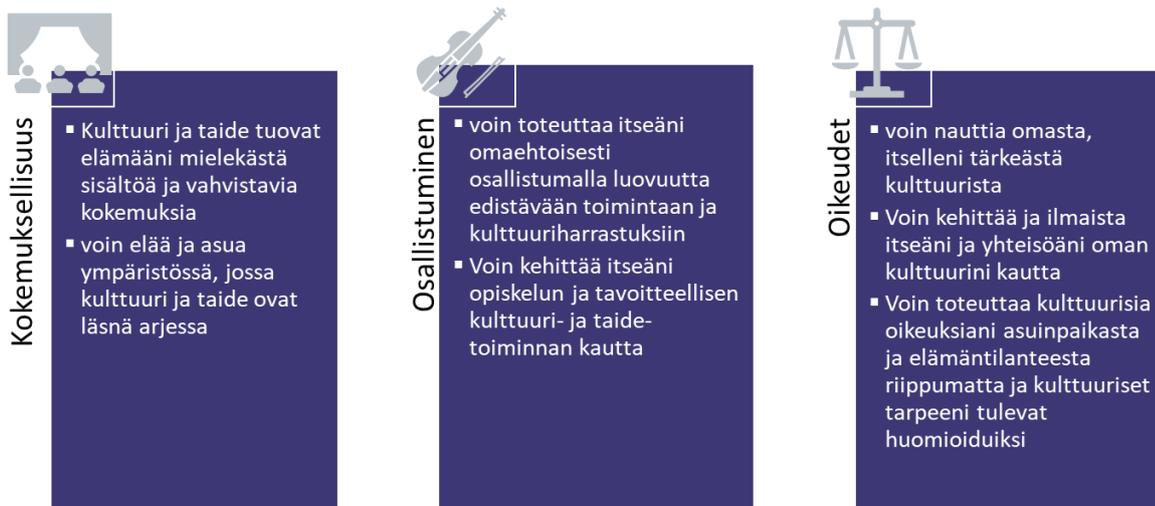 Kokemuksellisuus
▪ Kulttuuri ja taide tuovat
elämääni mielekästä
sisältöä ja vahvistavia
kokemuksia
▪ voin elää ja asua
ympäristössä, jossa
kulttuuri ja taide ovat
läsnä arjessa
Osallistuminen
▪ voin toteuttaa itseäni
omaehtoisesti
osallistumalla luovuutta
edistävään toimintaan ja
kulttuuriharrastuksiin
▪ Voin kehittää itseäni
opiskelun ja tavoitteellisen
kulttuuri- ja taide-
toiminnan kautta
Oikeudet
▪ voin nauttia omasta,
itselleni tärkeästä
kulttuurista
▪ Voin kehittää ja ilmaista
itseäni ja yhteisöäni oman
kulttuurini kautta
▪ Voin toteuttaa kulttuurisia
oikeuksiani asuinpaikasta
ja elämäntilanteesta
riippumatta ja kulttuuriset
tarpeeni tulevat
huomioiduiksi